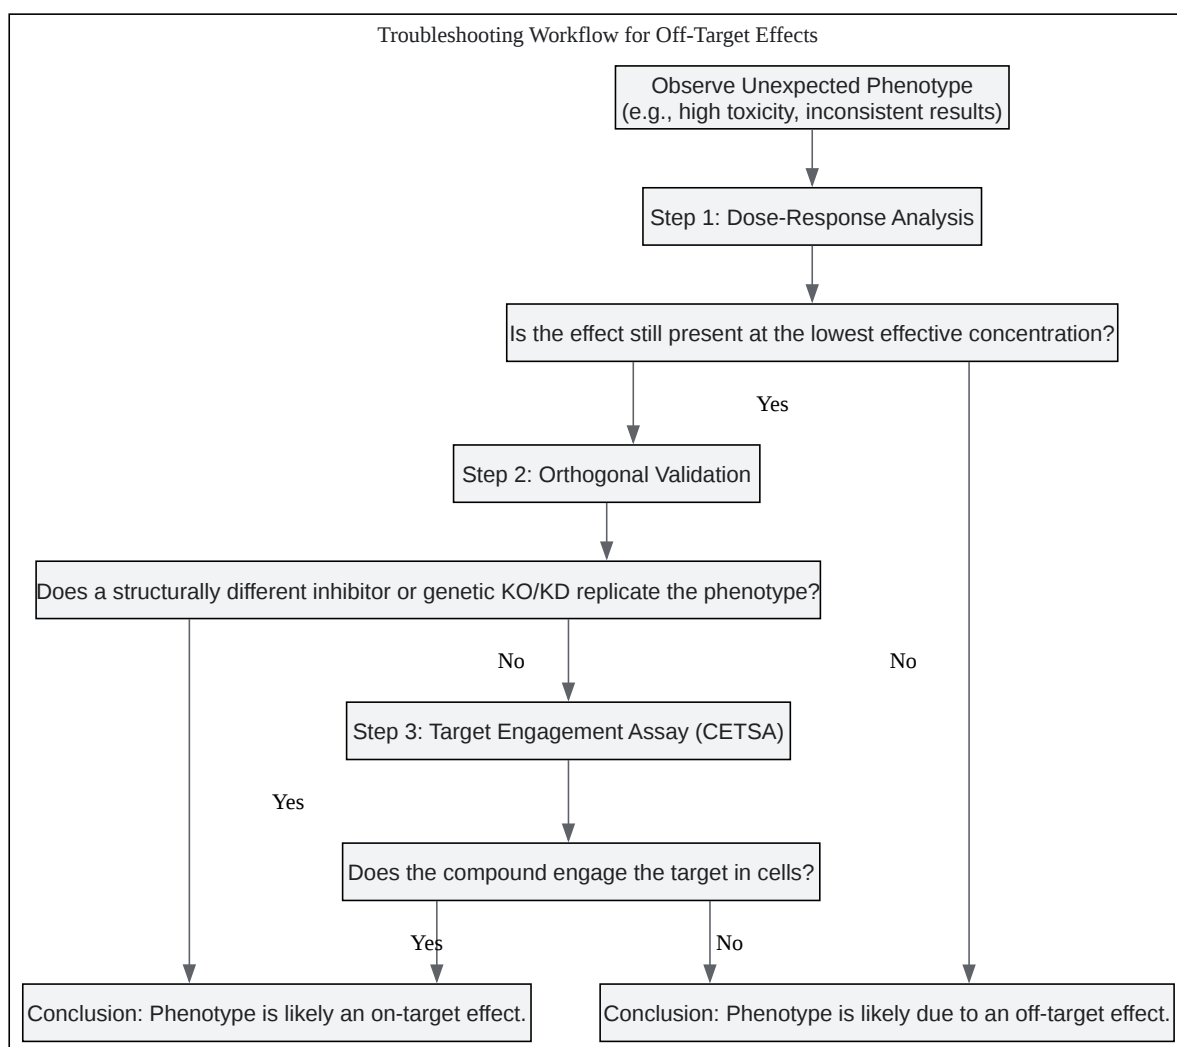 Troubleshooting Workflow for Off-Target Effects
Observe Unexpected Phenotype
(e.g., high toxicity, inconsistent results)
Step 1: Dose-Response Analysis
Is the effect still present at the lowest effective concentration?
Yes
Step 2: Orthogonal Validation
Does a structurally different inhibitor or genetic KO/KD replicate the phenotype?
No
No
Step 3: Target Engagement Assay (CETSA)
Yes
Does the compound engage the target in cells?
Yes
No
Conclusion: Phenotype is likely an on-target effect.
Conclusion: Phenotype is likely due to an off-target effect.